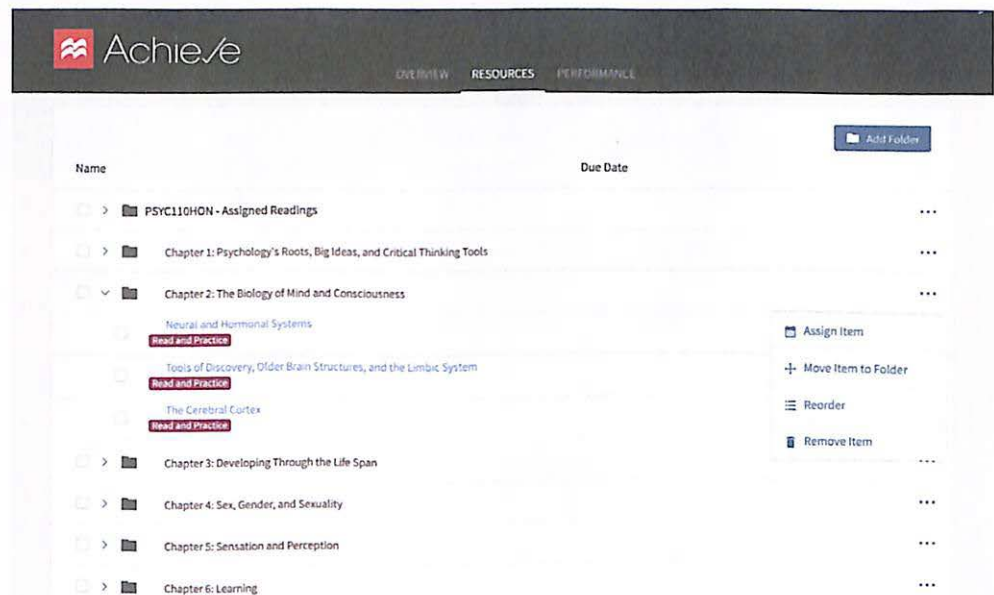 Achieve
OVERVIEW RESOURCES PERFORMANCE
Add Folder
Name Due Date
PSYC110HON - Assigned Readings
Chapter 1: Psychology's Roots, Big Ideas, and Critical Thinking Tools
Chapter 2: The Biology of Mind and Consciousness
Neural and Hormonal Systems
Read and Practice
Assign Item
Tools of Discovery, Older Brain Structures, and the Limbic System
Read and Practice
Move Item to Folder
The Cerebral Cortex
Read and Practice
Reorder
Remove Item
Chapter 3: Developing Through the Life Span
Chapter 4: Sex, Gender, and Sexuality
Chapter 5: Sensation and Perception
Chapter 6: Learning